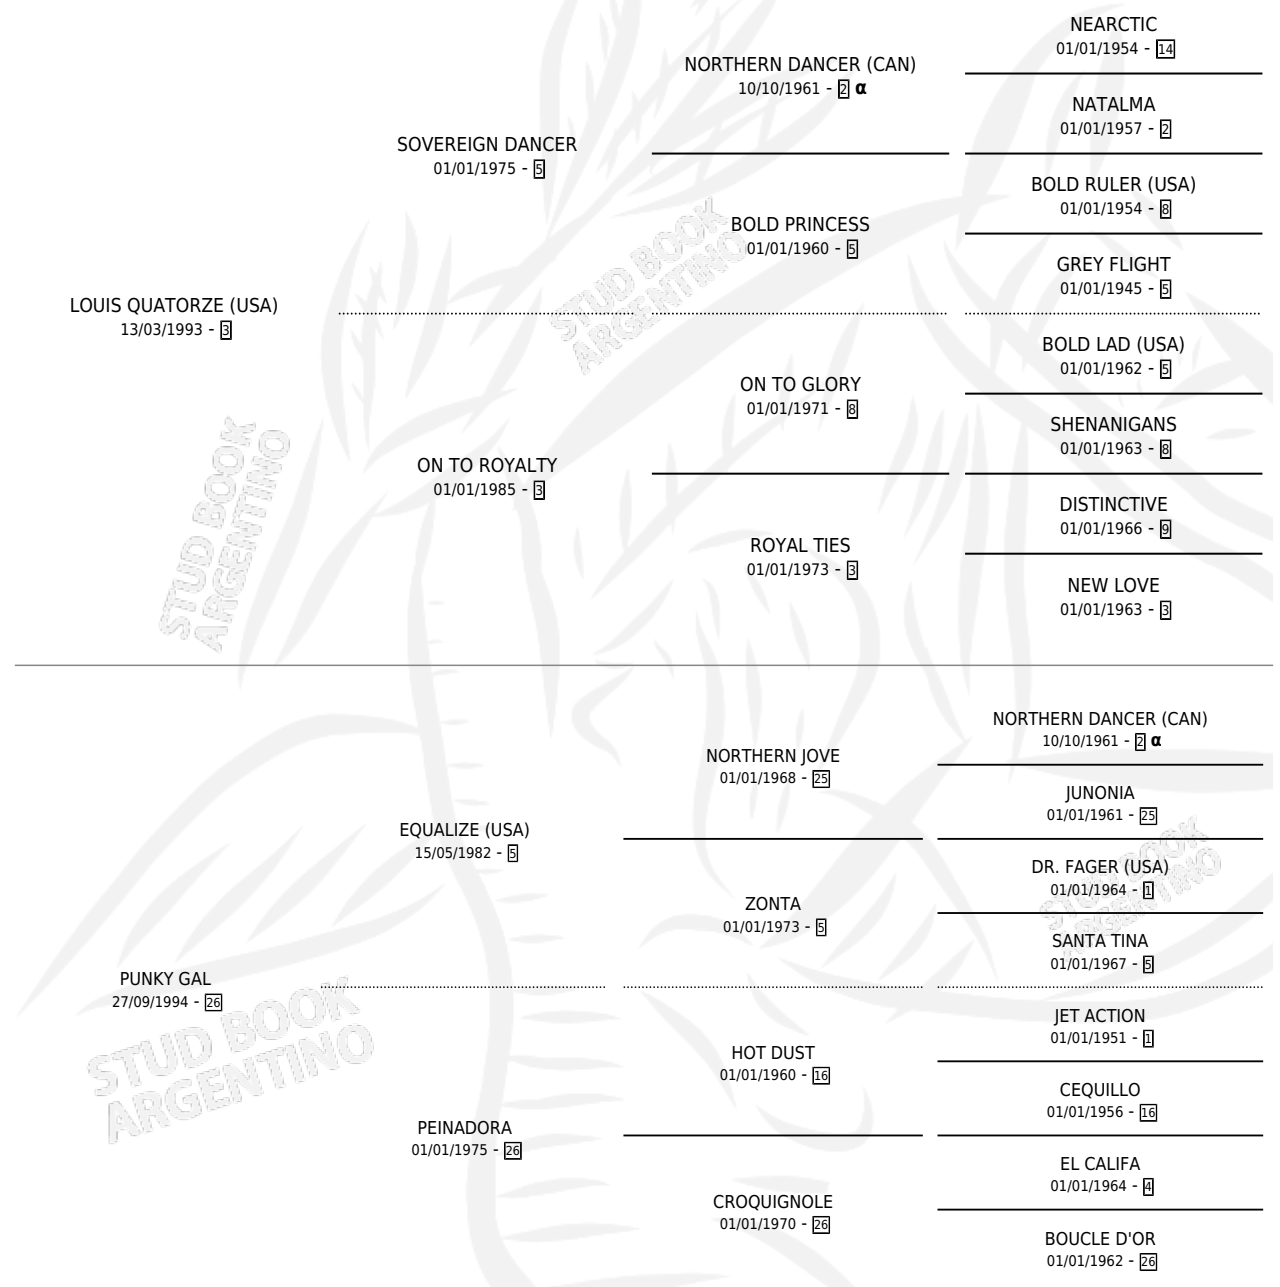 NEARCTIC
01/01/1954 - 14
NORTHERN DANCER (CAN)
10/10/1961 - 2 α
NATALMA
01/01/1957 - 2
SOVEREIGN DANCER
01/01/1975 - 5
BOLD RULER (USA)
01/01/1954 - 8
BOLD PRINCESS
01/01/1960 - 5
GREY FLIGHT
01/01/1945 - 5
STUD BOOK
ARGENTINO
LOUIS QUATORZE (USA)
13/03/1993 - 3
BOLD LAD (USA)
01/01/1962 - 5
ON TO GLORY
01/01/1971 - 8
SHENANIGANS
01/01/1963 - 8
ON TO ROYALTY
01/01/1985 - 3
DISTINCTIVE
01/01/1966 - 9
ROYAL TIES
01/01/1973 - 3
NEW LOVE
01/01/1963 - 3
STUD BOOK
ARGENTINO
NORTHERN DANCER (CAN)
10/10/1961 - 2 α
NORTHERN JOVE
01/01/1968 - 25
JUNONIA
01/01/1961 - 25
EQUALIZE (USA)
15/05/1982 - 5
DR. FAGER (USA)
01/01/1964 - 1
ZONTA
01/01/1973 - 5
SANTA TINA
01/01/1967 - 5
STUD BOOK
ARGENTINO
PUNKY GAL
27/09/1994 - 26
JET ACTION
01/01/1951 - 1
HOT DUST
01/01/1960 - 16
CEQUILLO
01/01/1956 - 16
STUD BOOK
ARGENTINO
PEINADORA
01/01/1975 - 26
EL CALIFA
01/01/1964 - 4
CROQUIGNOLE
01/01/1970 - 26
BOUCLE D'OR
01/01/1962 - 26